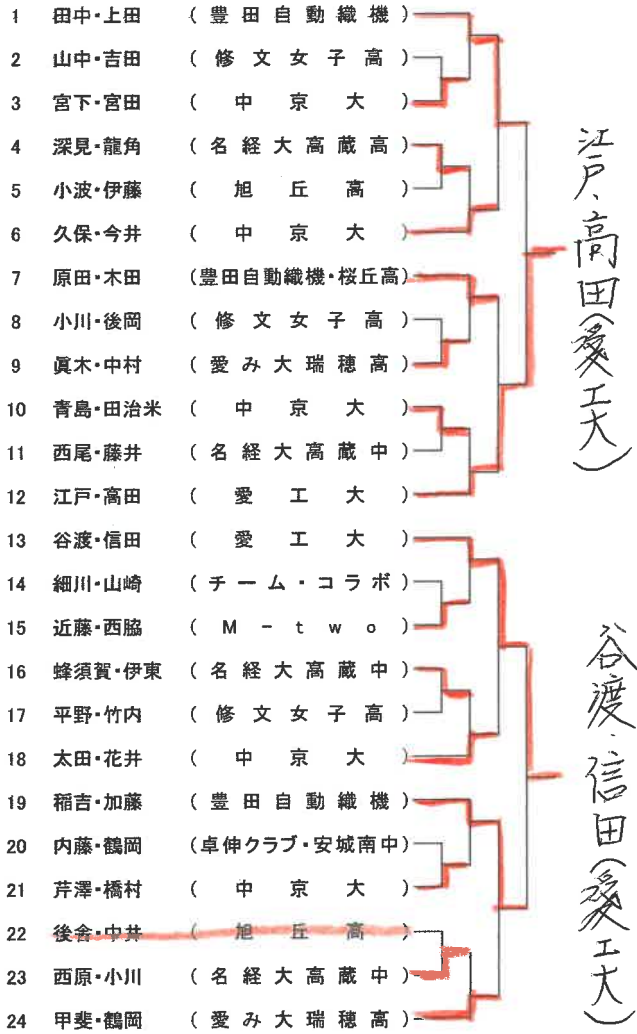 1 田中・上田 (豊田自動織機)
2 山中・吉田 (修文女子高)
3 宮下・宮田 (中京大)
4 深見・龍角 (名経大高蔵高)
5 小波・伊藤 (旭丘高)
6 久保・今井 (中京大)
7 原田・木田 (豊田自動織機・桜丘高)
8 小川・後岡 (修文女子高)
9 眞木・中村 (愛み大瑞穂高)
10 青島・田治米 (中京大)
11 西尾・藤井 (名経大高蔵中)
12 江戸・高田 (愛工大)
13 谷渡・信田 (愛工大)
14 細川・山崎 (チーム・コラボ)
15 近藤・西脇 (M-two)
16 蜂須賀・伊東 (名経大高蔵中)
17 平野・竹内 (修文女子高)
18 太田・花井 (中京大)
19 稲吉・加藤 (豊田自動織機)
20 内藤・鶴岡 (卓伸クラブ・安城南中)
21 芹澤・橋村 (中京大)
22 後舎・中井 (旭丘高)
23 西原・小川 (名経大高蔵中)
24 甲斐・鶴岡 (愛み大瑞穂高)
江戸、高田(愛工大)
谷渡・信田(愛工大)